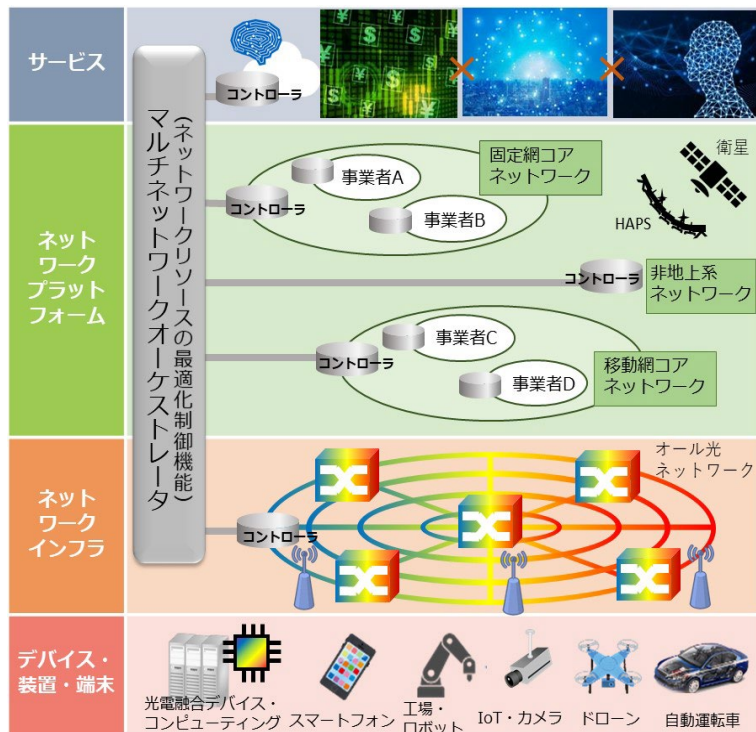 サービス
コントローラ
マルチネットワークオーケストレータ
(ネットワークリソースの最適化制御機能)
ネット
ワーク
プラット
フォーム
固定網コア
ネットワーク
事業者A
事業者B
コントローラ
衛星
HAPS
コントローラ
非地上系
ネットワーク
事業者C
事業者D
コントローラ
移動網コア
ネットワーク
ネット
ワーク
インフラ
オール光
ネットワーク
コントローラ
デバイス・
装置・端末
光電融合デバイス・
コンピューティング
スマートフォン
工場・
ロボット
IoT・カメラ
ドローン
自動運転車